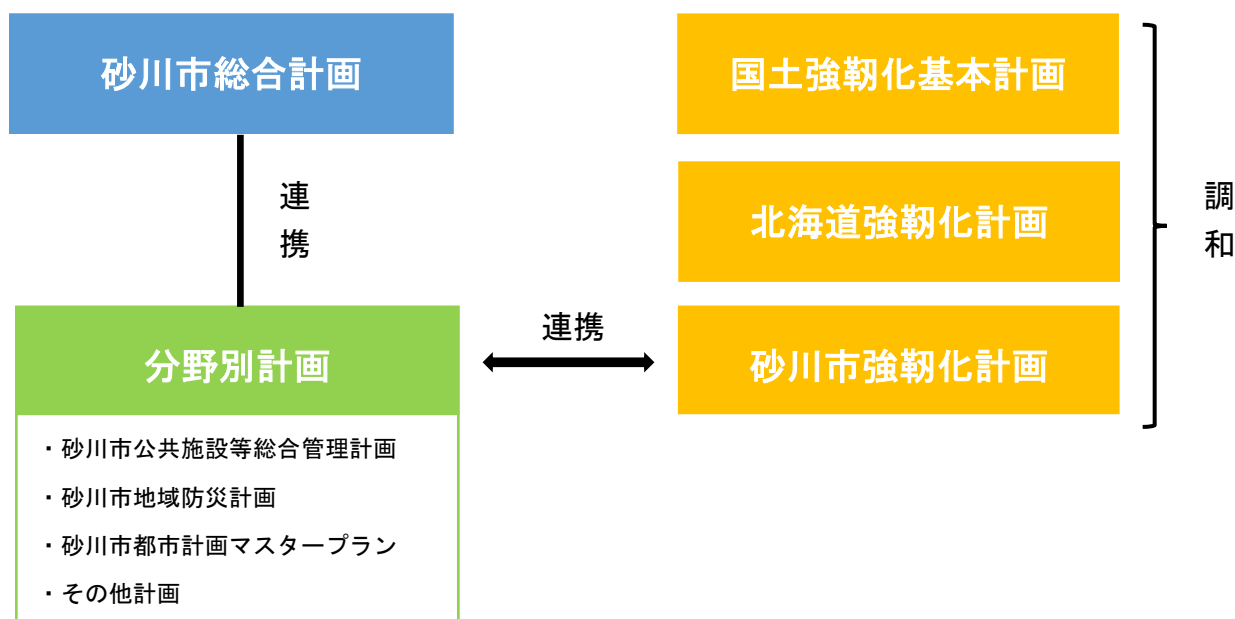 砂川市総合計画
連携
分野別計画
・砂川市公共施設等総合管理計画
・砂川市地域防災計画
・砂川市都市計画マスタープラン
・その他計画
連携
国土強靭化基本計画
北海道強靭化計画
砂川市強靭化計画
調和